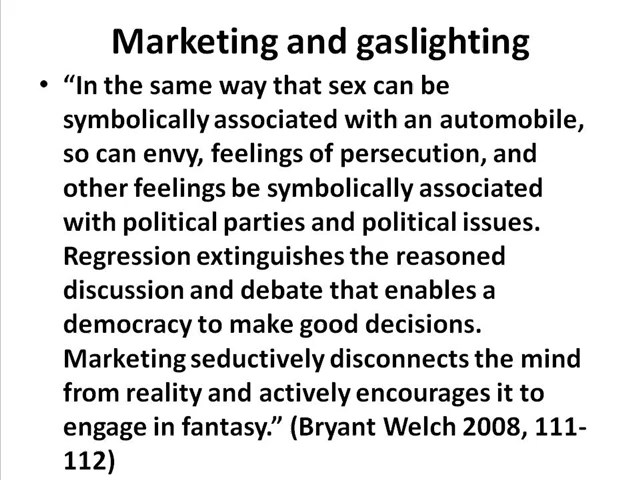 Marketing and gaslighting
• “In the same way that sex can be
symbolically associated with an automobile,
so can envy, feelings of persecution, and
other feelings be symbolically associated
with political parties and political issues.
Regression extinguishes the reasoned
discussion and debate that enables a
democracy to make good decisions.
Marketing seductively disconnects the mind
from reality and actively encourages it to
engage in fantasy.” (Bryant Welch 2008, 111-
112)